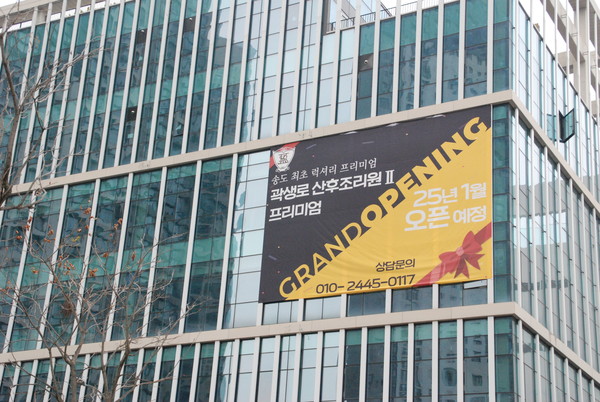 송도 최초 럭셔리 프리미엄
곽생로 산후조리원 II
프리미엄
GRAND OPENING
25년 1월
오픈 예정
상담문의
010- 2445-0117